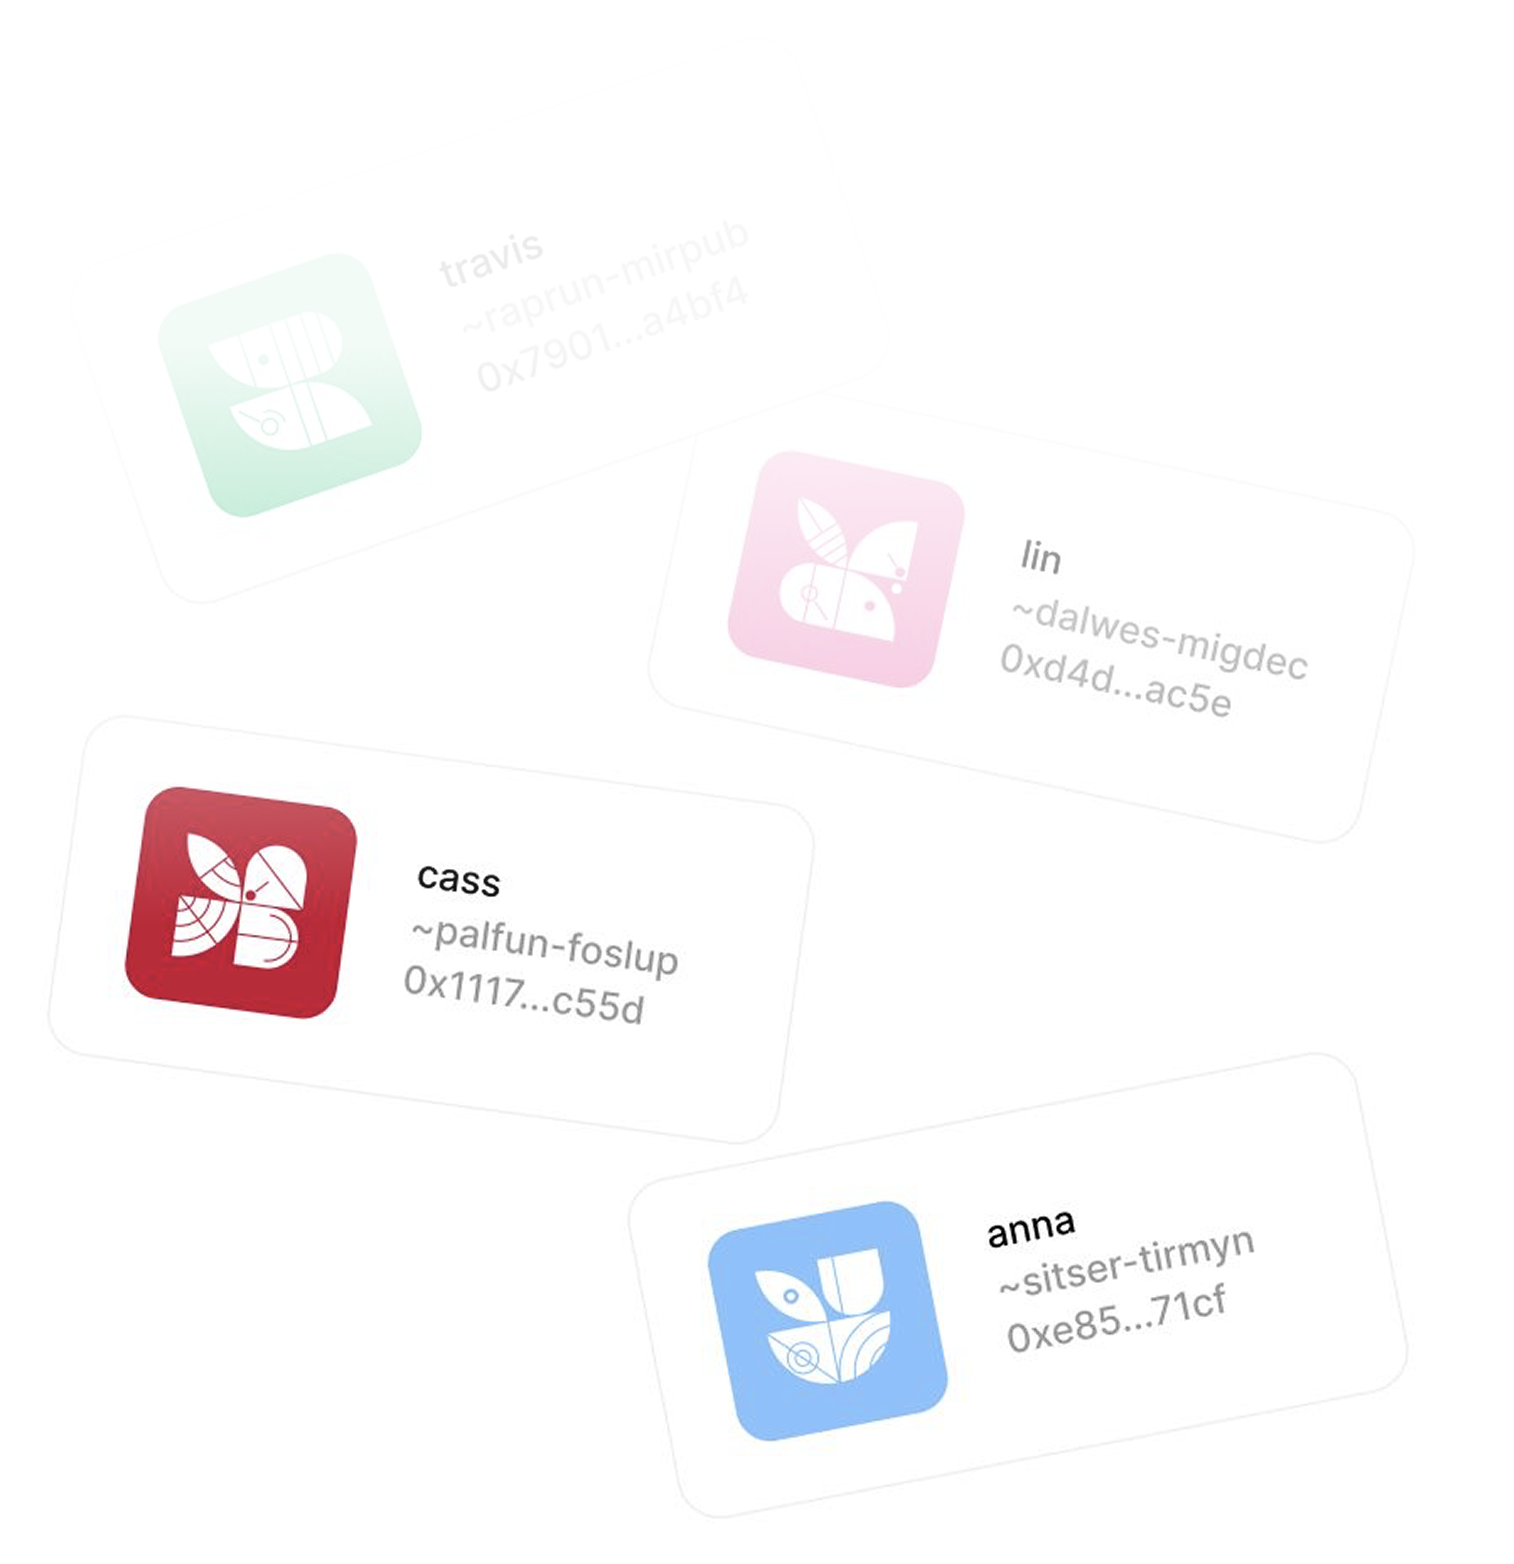 travis
~raprun-mirpub
0x7901...a4bf4
lin
~dalwes-migdec
0xd4d...ac5e
cass
~palfun-foslup
0x1117...c55d
anna
~sitser-tirmyn
0xe85...71cf